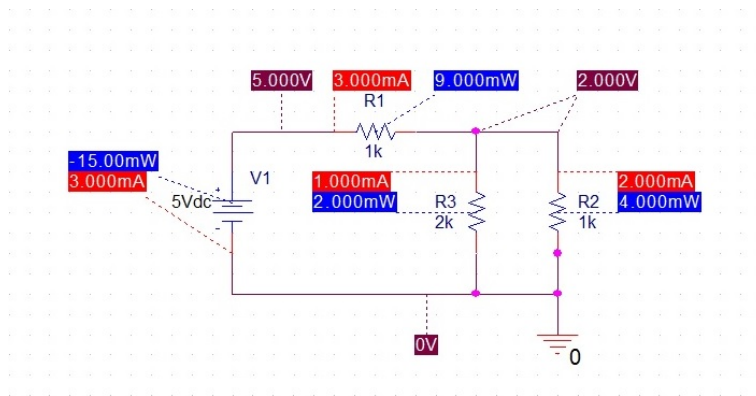 5.000V 3.000mA 9.000mW 2.000V
R1
1k
-15.00mW
3.000mA
V1
5Vdc
+
-
1.000mA
2.000mW
R3
2k
2.000mA
4.000mW
R2
1k
0V
0